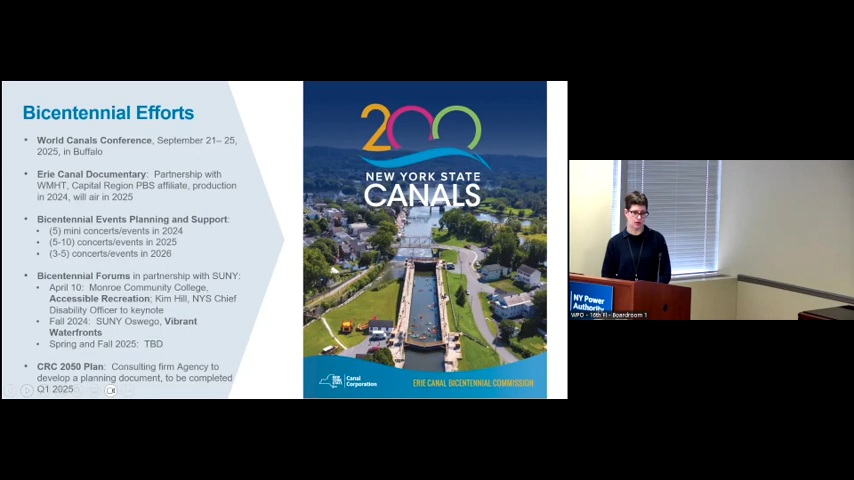 Bicentennial Efforts
• World Canals Conference, September 21– 25,
2025, in Buffalo
• Erie Canal Documentary: Partnership with
WMHT, Capital Region PBS affiliate, production
in 2024, will air in 2025
• Bicentennial Events Planning and Support:
• (5) mini concerts/events in 2024
• (5-10) concerts/events in 2025
• (3-5) concerts/events in 2026
• Bicentennial Forums in partnership with SUNY:
• April 10: Monroe Community College,
Accessible Recreation; Kim Hill, NYS Chief
Disability Officer to keynote
• Fall 2024: SUNY Oswego, Vibrant
Waterfronts
• Spring and Fall 2025: TBD
• CRC 2050 Plan: Consulting firm Agency to
develop a planning document, to be completed
Q1 2025
200
NEW YORK STATE
CANALS
Canal
Corporation
ERIE CANAL BICENTENNIAL COMMISSION
NY Power
Authority
WPO - 16th Fl - Boardroom 1